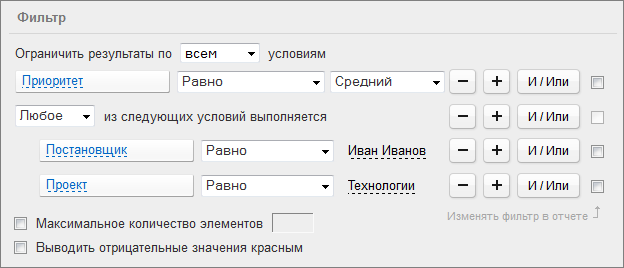 Фильтр
Ограничить результаты по всем условиям
Приоритет Равно Средний − + И / Или
Любое из следующих условий выполняется − + И / Или
Постановщик Равно Иван Иванов − + И / Или
Проект Равно Технологии − + И / Или
Изменять фильтр в отчете
Максимальное количество элементов
Выводить отрицательные значения красным